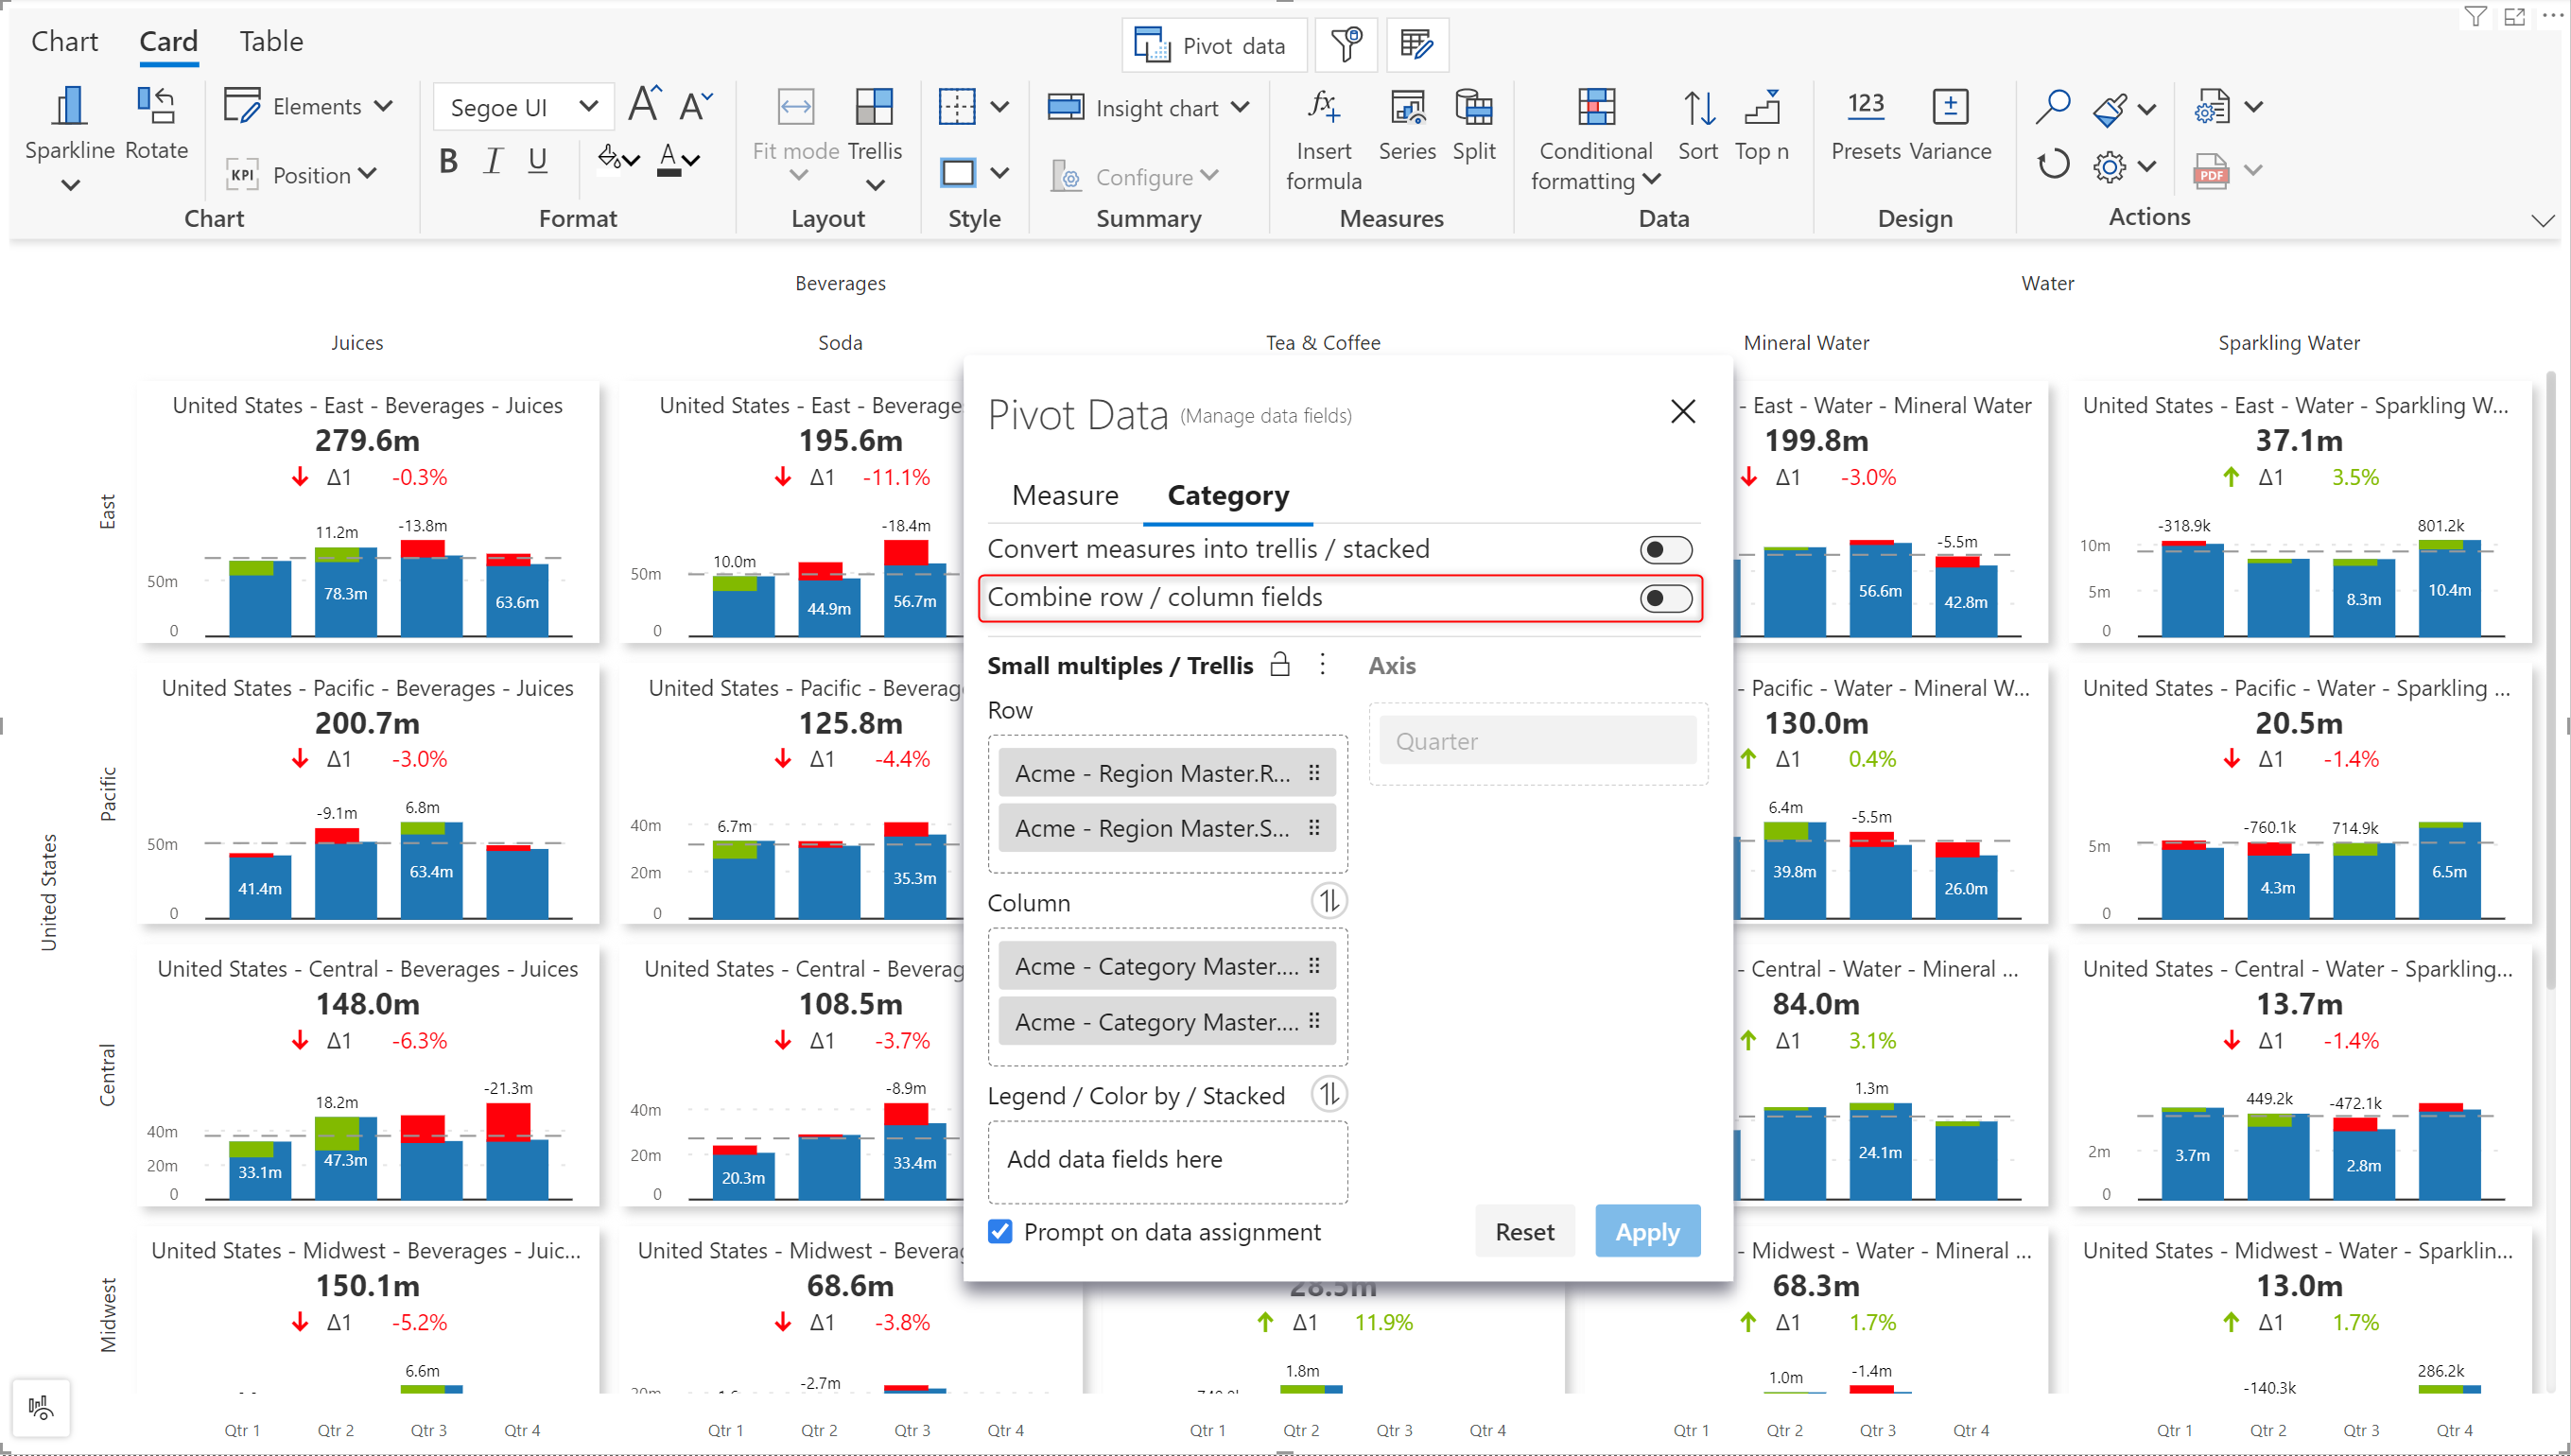 Chart Card Table Pivot data
Sparkline Rotate Elements Segoe UI Fit mode Trellis Insight chart Insert formula Series Split Conditional formatting Sort Top n 123 Presets Variance
KPI Position B I U A Configure PDF
Chart Format Layout Style Summary Measures Data Design Actions
Beverages Water
Juices Soda Tea & Coffee Mineral Water Sparkling Water
United States
East
United States - East - Beverages - Juices
279.6m
Δ1 -0.3%
11.2m -13.8m
50m 78.3m 63.6m
0
United States - East - Beverage
195.6m
Δ1 -11.1%
10.0m -18.4m
50m 44.9m 56.7m
0
- East - Water - Mineral Water
199.8m
Δ1 -3.0%
-5.5m
56.6m 42.8m
United States - East - Water - Sparkling W...
37.1m
Δ1 3.5%
-318.9k 801.2k
10m
5m 8.3m 10.4m
0
Pacific
United States - Pacific - Beverages - Juices
200.7m
Δ1 -3.0%
-9.1m 6.8m
50m 41.4m 63.4m
0
United States - Pacific - Beverag
125.8m
Δ1 -4.4%
6.7m
40m
20m 35.3m
0
- Pacific - Water - Mineral W...
130.0m
Δ1 0.4%
6.4m -5.5m
39.8m 26.0m
United States - Pacific - Water - Sparkling ...
20.5m
Δ1 -1.4%
-760.1k 714.9k
5m 4.3m 6.5m
0
Central
United States - Central - Beverages - Juices
148.0m
Δ1 -6.3%
18.2m -21.3m
40m
20m 33.1m 47.3m
0
United States - Central - Beverag
108.5m
Δ1 -3.7%
-8.9m
40m
20m 20.3m 33.4m
0
- Central - Water - Mineral ...
84.0m
Δ1 3.1%
1.3m
24.1m
United States - Central - Water - Sparkling...
13.7m
Δ1 -1.4%
449.2k -472.1k
2m 3.7m 2.8m
0
Midwest
United States - Midwest - Beverages - Juic...
150.1m
Δ1 -5.2%
6.6m
United States - Midwest - Beverag
68.6m
Δ1 -3.8%
-2.7m
28.5m
Δ1 11.9%
1.8m
- Midwest - Water - Mineral ...
68.3m
Δ1 1.7%
1.0m -1.4m
United States - Midwest - Water - Sparklin...
13.0m
Δ1 1.7%
-140.3k 286.2k
Qtr 1 Qtr 2 Qtr 3 Qtr 4 Qtr 1 Qtr 2 Qtr 3 Qtr 4 Qtr 1 Qtr 2 Qtr 3 Qtr 4 Qtr 1 Qtr 2 Qtr 3 Qtr 4 Qtr 1 Qtr 2 Qtr 3 Qtr 4
Pivot Data (Manage data fields)
Measure Category
Convert measures into trellis / stacked
Combine row / column fields
Small multiples / Trellis Axis
Row
Quarter
Acme - Region Master.R...
Acme - Region Master.S...
Column
Acme - Category Master....
Acme - Category Master....
Legend / Color by / Stacked
Add data fields here
Prompt on data assignment Reset Apply